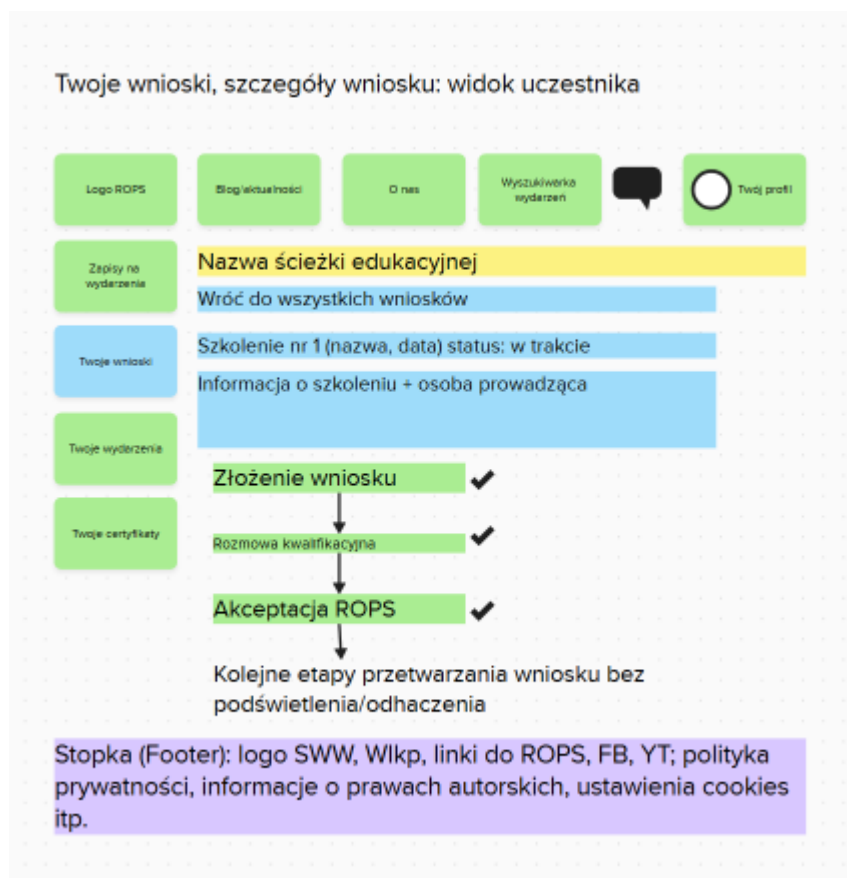 Twoje wnioski, szczegóły wniosku: widok uczestnika
Logo ROPS
Blog/aktualności
O nas
Wyszukiwarka
wydarzeń
Twój profil
Zapisy na
wydarzenia
Nazwa ścieżki edukacyjnej
Wróć do wszystkich wniosków
Twoje wnioski
Szkolenie nr 1 (nazwa, data) status: w trakcie
Informacja o szkoleniu + osoba prowadząca
Twoje wydarzenia
Złożenie wniosku
Twoje certyfikaty
Rozmowa kwalifikacyjna
Akceptacja ROPS
Kolejne etapy przetwarzania wniosku bez
podświetlenia/odhaczenia
Stopka (Footer): logo SWW, Wlkp, linki do ROPS, FB, YT; polityka
prywatności, informacje o prawach autorskich, ustawienia cookies
itp.